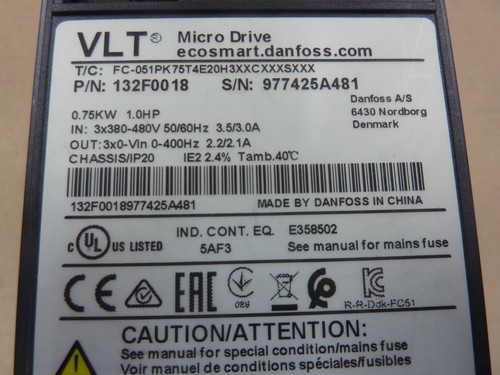 VLT® Micro Drive
ecosmart.danfoss.com
T/C: FC-051PK75T4E20H3XXCXXXSXXX
P/N: 132F0018 S/N: 977425A481
0.75KW 1.0HP
Danfoss A/S
6430 Nordborg
Denmark
IN: 3x380-480V 50/60Hz 3.5/3.0A
OUT: 3x0-Vin 0-400Hz 2.2/2.1A
CHASSIS/IP20 IE2 2.4% Tamb.40℃
132F0018977425A481 MADE BY DANFOSS IN CHINA
c UL US LISTED
IND. CONT. EQ. E358502
5AF3 See manual for mains fuse
CE EAC
089
R-R-Ddk-FC51
CAUTION/ATTENTION:
See manual for special condition/mains fuse
Voir manuel de conditions spéciales/fusibles